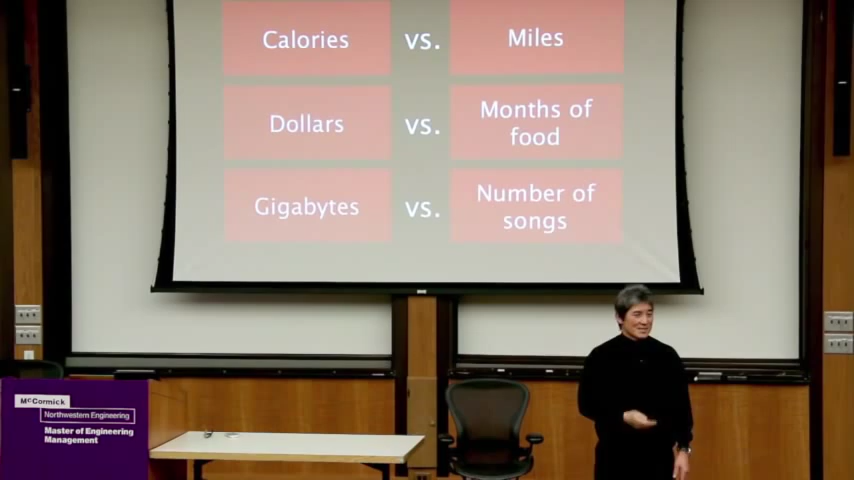 Calories vs. Miles
Dollars vs. Months of
food
Gigabytes vs. Number of
songs
McCormick
Northwestern Engineering
Master of Engineering
Management